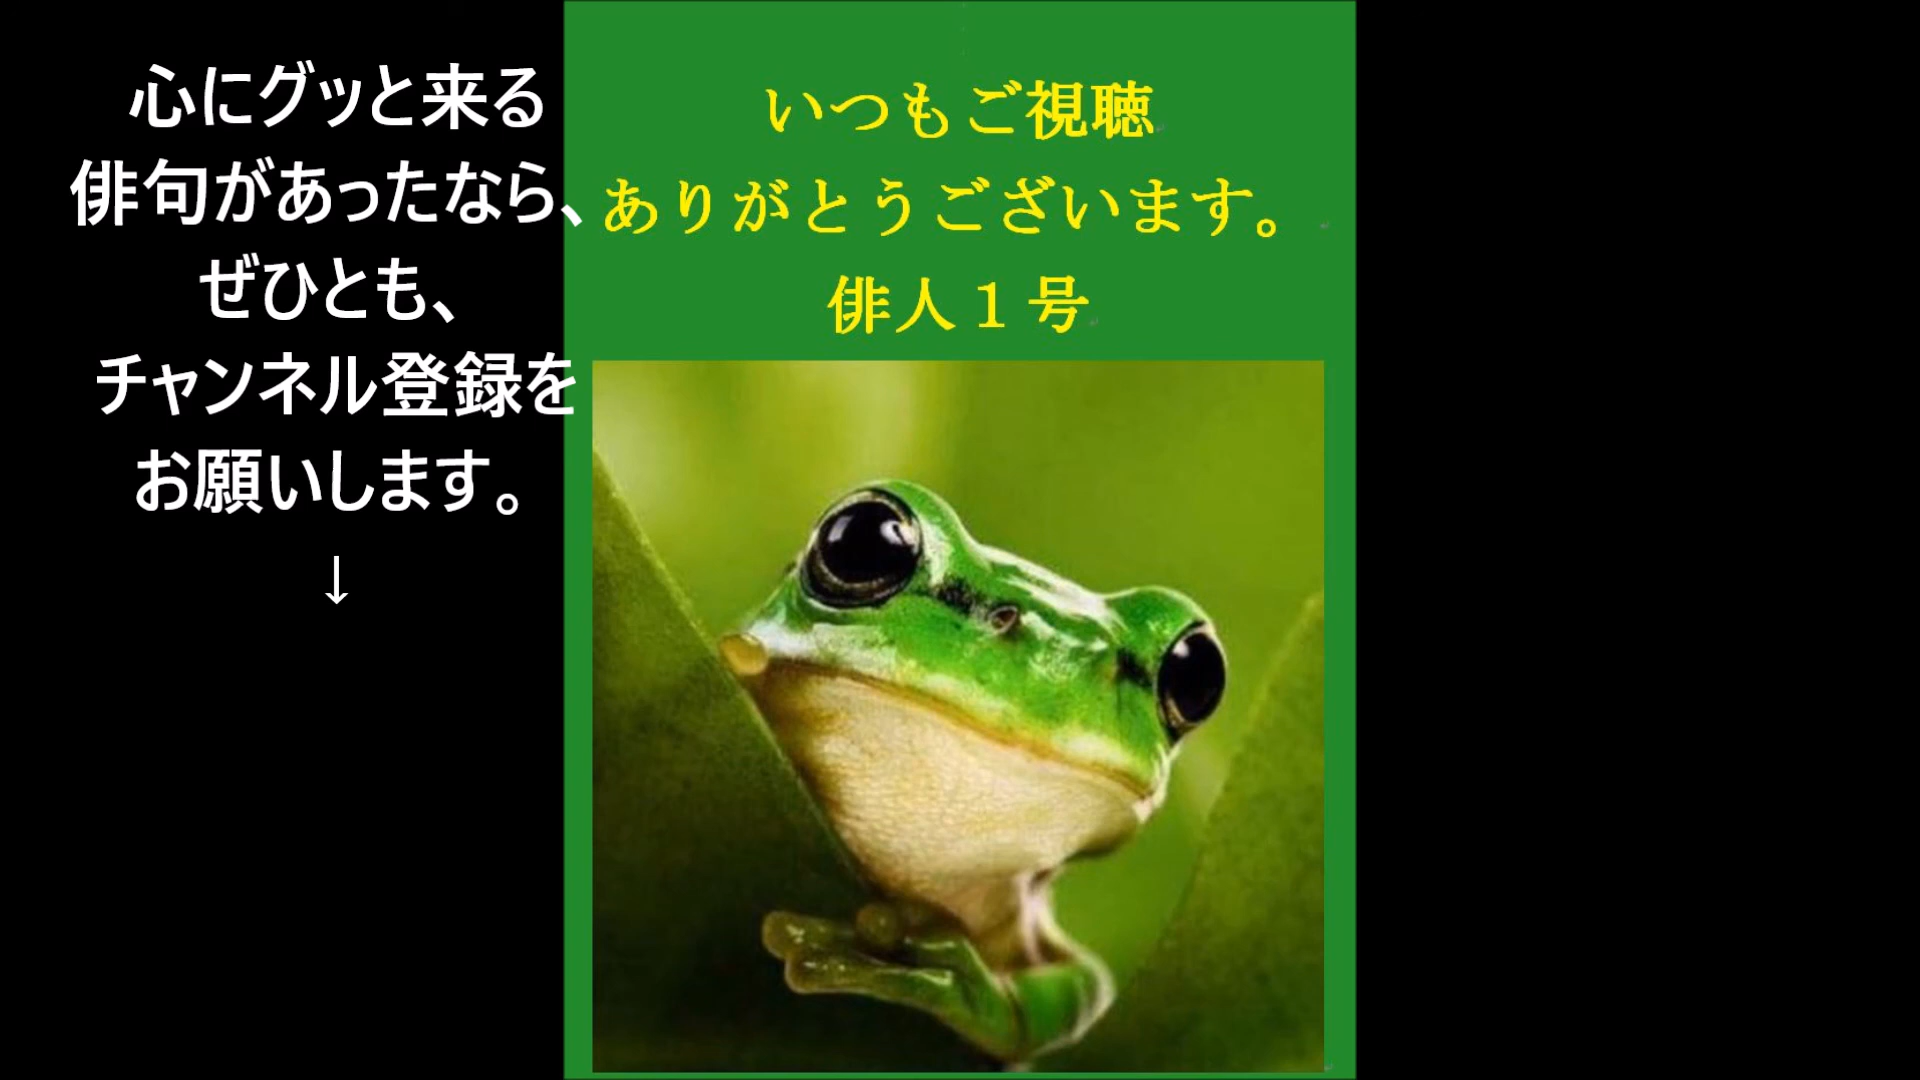 心にグッと来る
俳句があったなら、
ぜひとも、
チャンネル登録を
お願いします。
↓
いつもご視聴
ありがとうございます。
俳人１号